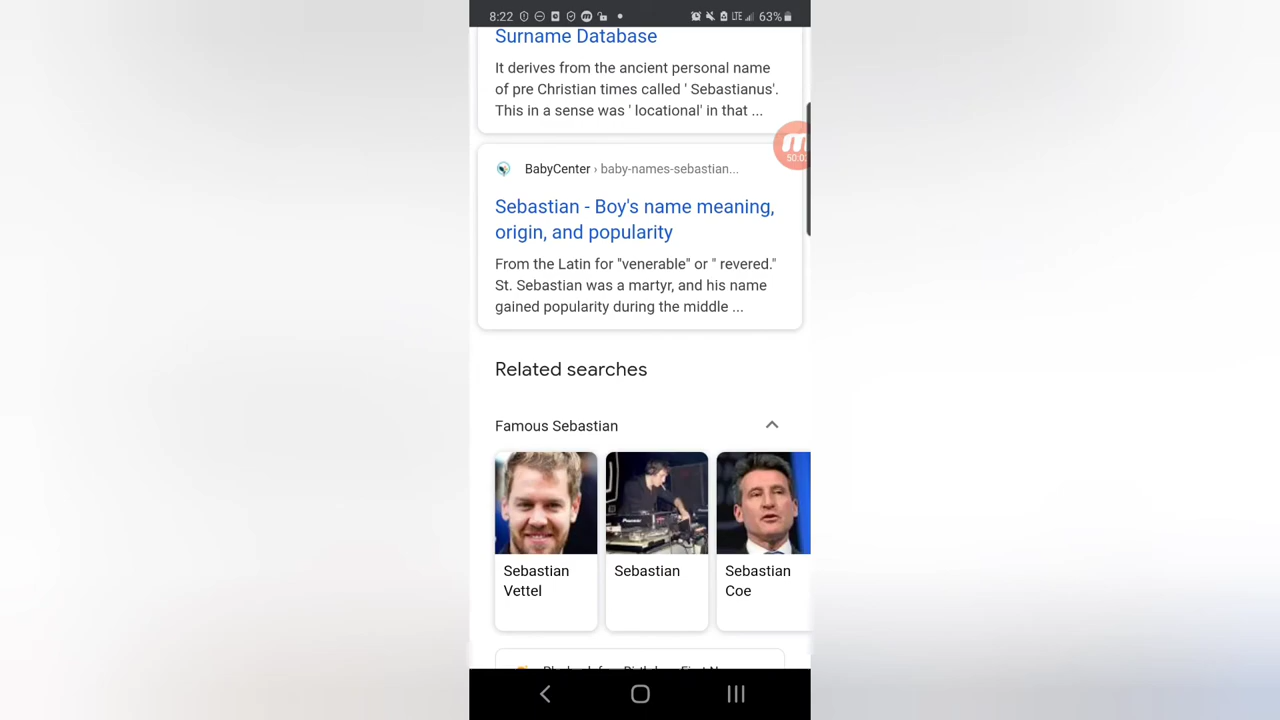 8:22 LTE 63%
Surname Database
It derives from the ancient personal name
of pre Christian times called ' Sebastianus'.
This in a sense was ' locational' in that ...
50:0
BabyCenter › baby-names-sebastian...
Sebastian - Boy's name meaning,
origin, and popularity
From the Latin for "venerable" or " revered."
St. Sebastian was a martyr, and his name
gained popularity during the middle ...
Related searches
Famous Sebastian
Sebastian
Vettel
Sebastian
Sebastian
Coe